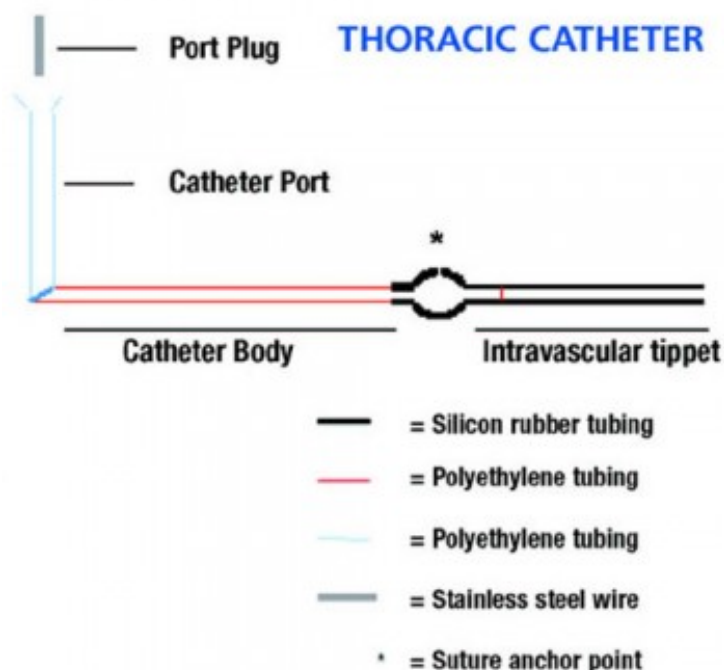 THORACIC CATHETER
Port Plug
Catheter Port
*
Catheter Body
Intravascular tippet
= Silicon rubber tubing
= Polyethylene tubing
= Polyethylene tubing
= Stainless steel wire
* = Suture anchor point